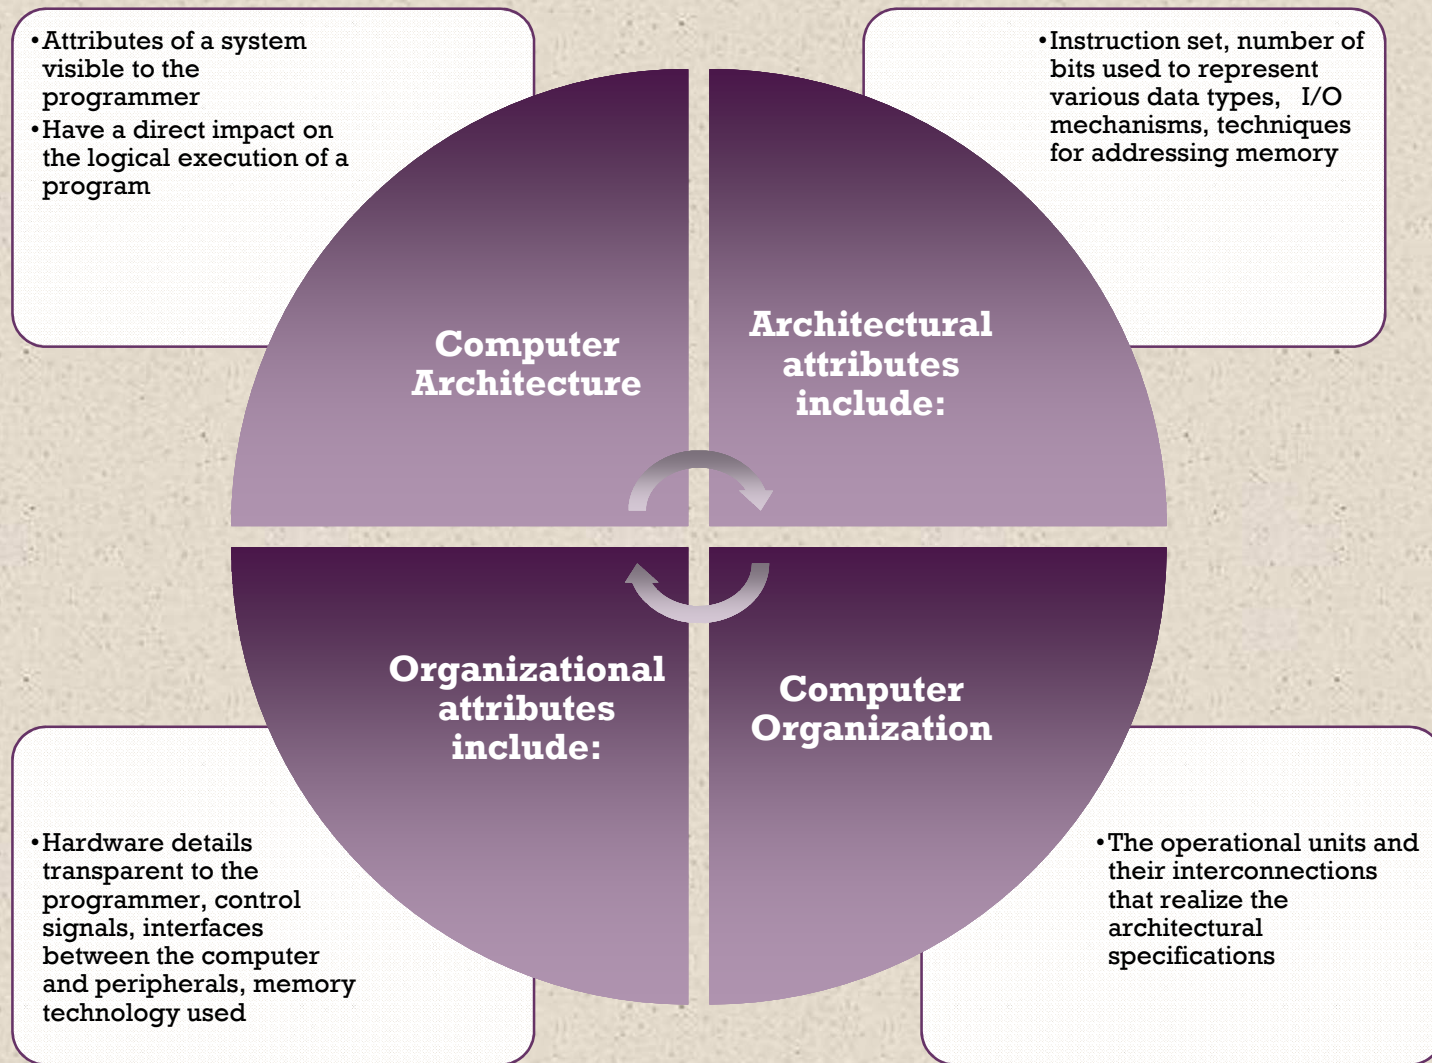 •Attributes of a system
visible to the
programmer
•Have a direct impact on
the logical execution of a
program
•Instruction set, number of
bits used to represent
various data types, I/O
mechanisms, techniques
for addressing memory
Computer
Architecture
Architectural
attributes
include:
Organizational
attributes
include:
Computer
Organization
•Hardware details
transparent to the
programmer, control
signals, interfaces
between the computer
and peripherals, memory
technology used
•The operational units and
their interconnections
that realize the
architectural
specifications